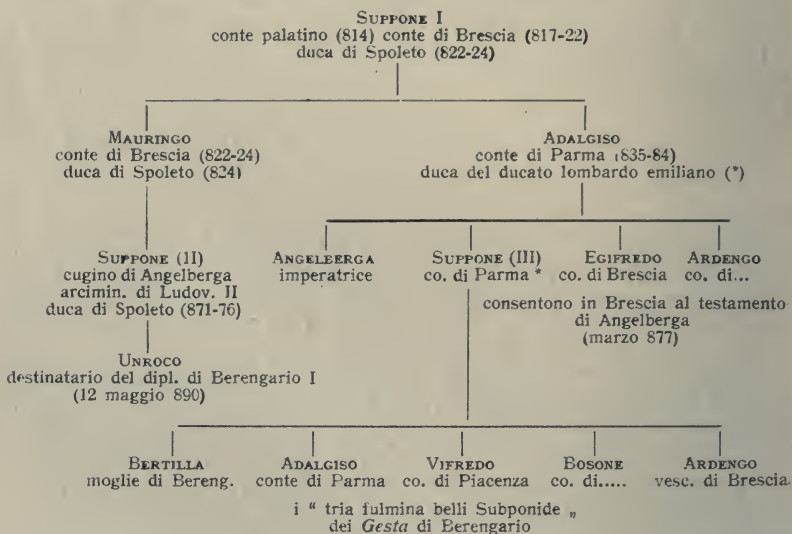 SUPPONE I
conte palatino (814) conte di Brescia (817-22)
duca di Spoleto (822-24)
MAURINGO
conte di Brescia (822-24)
duca di Spoleto (824)
ADALGISO
conte di Parma (835-84)
duca del ducato lombardo emiliano (*)
SUPPONE (II)
cugino di Angelberga
arcimin. di Ludov. II
duca di Spoleto (871-76)
ANGELBERGA
imperatrice
SUPPONE (III)
co. di Parma *
EGIFREDO
co. di Brescia
ARDENGO
co. di...
consentono in Brescia al testamento
di Angelberga
(marzo 877)
UNROCO
destinatario del dipl. di Berengario I
(12 maggio 890)
BERTILLA
moglie di Bereng.
ADALGISO
conte di Parma
VIFREDO
co. di Piacenza
BOSONE
co. di.....
ARDENGO
vesc. di Brescia.
i “ tria fulmina belli Subponide „
dei Gesta di Berengario